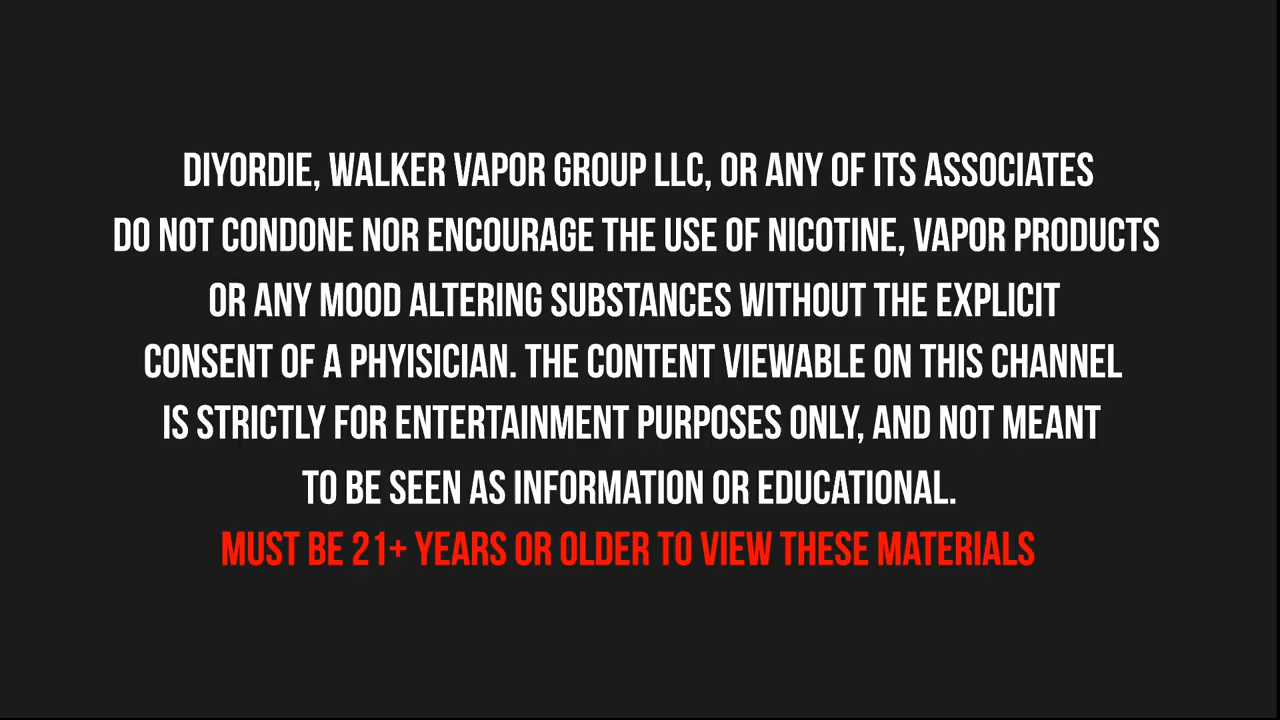 DIYORDIE, WALKER VAPOR GROUP LLC, OR ANY OF ITS ASSOCIATES
DO NOT CONDONE NOR ENCOURAGE THE USE OF NICOTINE, VAPOR PRODUCTS
OR ANY MOOD ALTERING SUBSTANCES WITHOUT THE EXPLICIT
CONSENT OF A PHYISICIAN. THE CONTENT VIEWABLE ON THIS CHANNEL
IS STRICTLY FOR ENTERTAINMENT PURPOSES ONLY, AND NOT MEANT
TO BE SEEN AS INFORMATION OR EDUCATIONAL.
MUST BE 21+ YEARS OR OLDER TO VIEW THESE MATERIALS